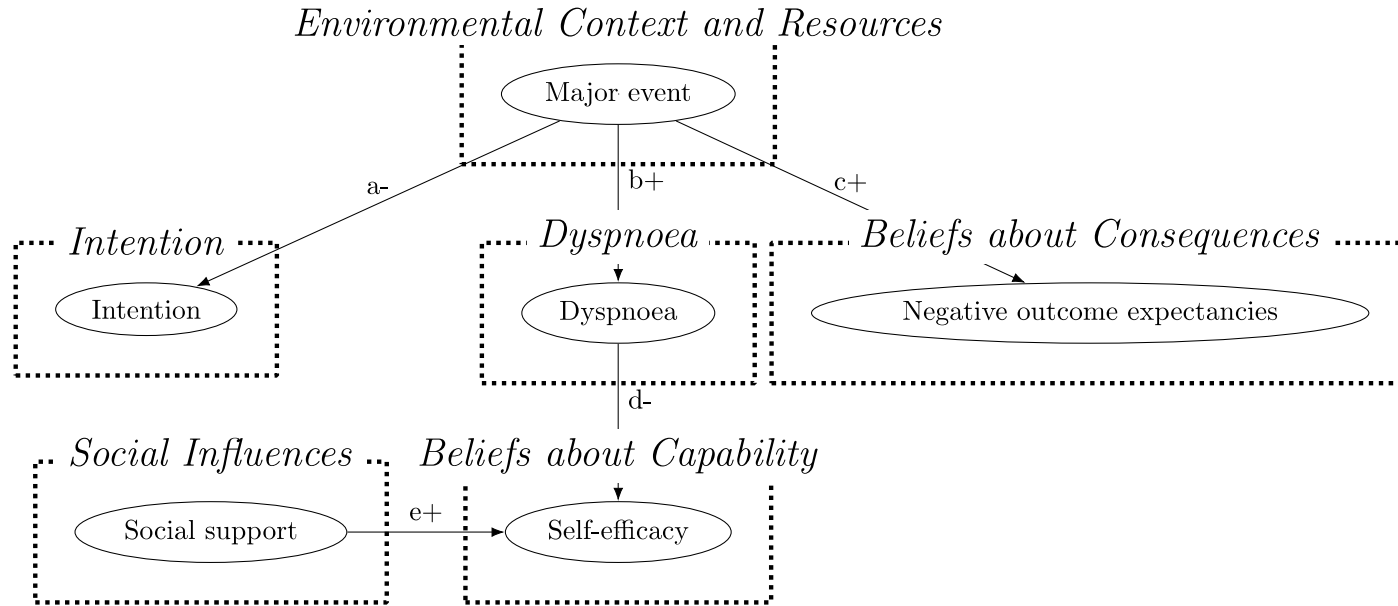 Environmental Context and Resources
Major event
a-
b+
c+
Intention
Dyspnoea
Beliefs about Consequences
Intention
Dyspnoea
Negative outcome expectancies
d-
Social Influences
Beliefs about Capability
Social support
e+
Self-efficacy